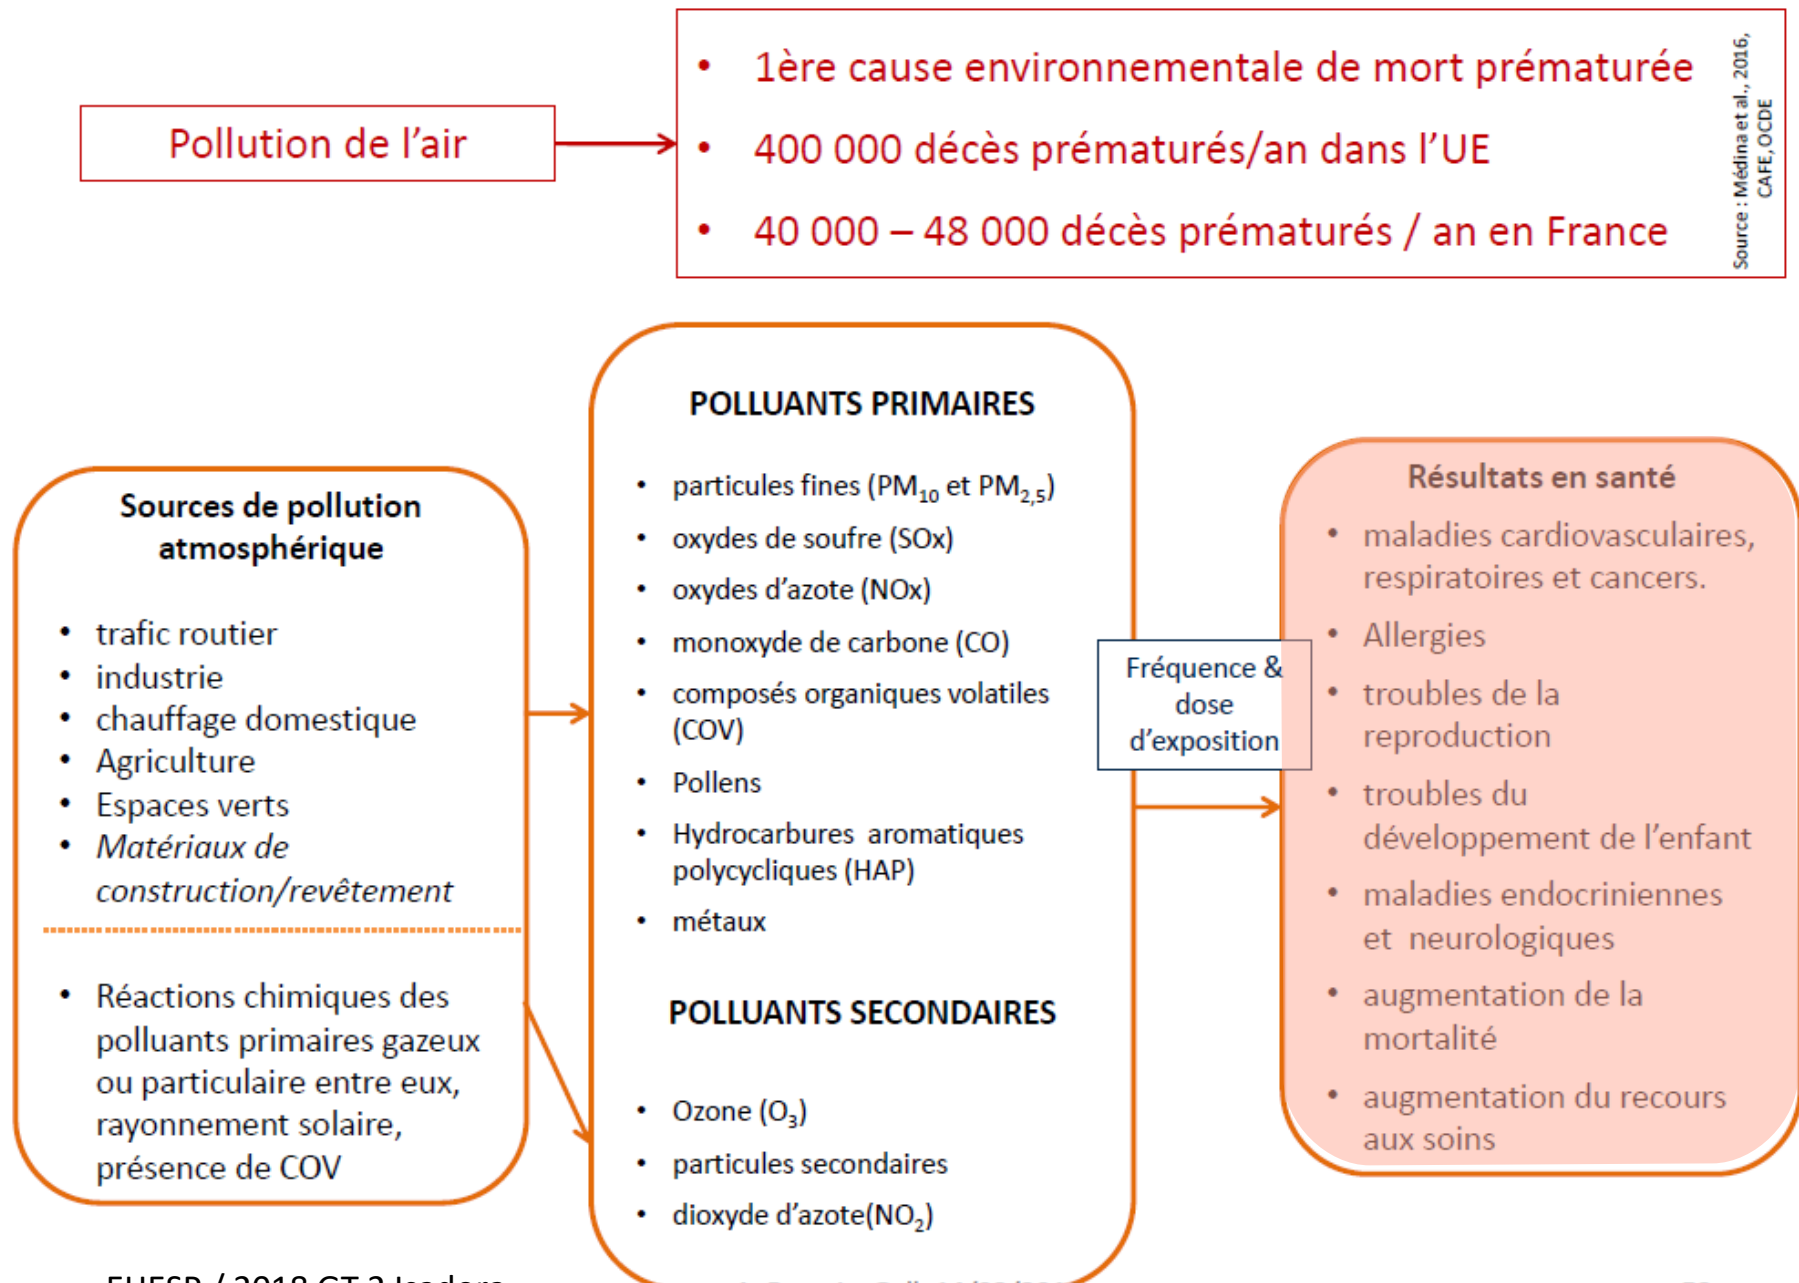 Pollution de l'air
• 1ère cause environnementale de mort prématurée
• 400 000 décès prématurés/an dans l'UE
• 40 000 – 48 000 décès prématurés / an en France
Source : Médina et al., 2016,
CAFE, OCDE
Sources de pollution
atmosphérique
• trafic routier
• industrie
• chauffage domestique
• Agriculture
• Espaces verts
• Matériaux de
construction/revêtement
• Réactions chimiques des
polluants primaires gazeux
ou particulaire entre eux,
rayonnement solaire,
présence de COV
POLLUANTS PRIMAIRES
• particules fines (PM10 et PM2,5)
• oxydes de soufre (SOx)
• oxydes d'azote (NOx)
• monoxyde de carbone (CO)
• composés organiques volatiles
(COV)
• Pollens
• Hydrocarbures aromatiques
polycycliques (HAP)
• métaux
POLLUANTS SECONDAIRES
• Ozone (O3)
• particules secondaires
• dioxyde d'azote(NO2)
Fréquence &
dose
d'exposition
Résultats en santé
• maladies cardiovasculaires,
respiratoires et cancers.
• Allergies
• troubles de la
reproduction
• troubles du
développement de l'enfant
• maladies endocriniennes
et neurologiques
• augmentation de la
mortalité
• augmentation du recours
aux soins
EHESP / 2018 GT 2 Isadora